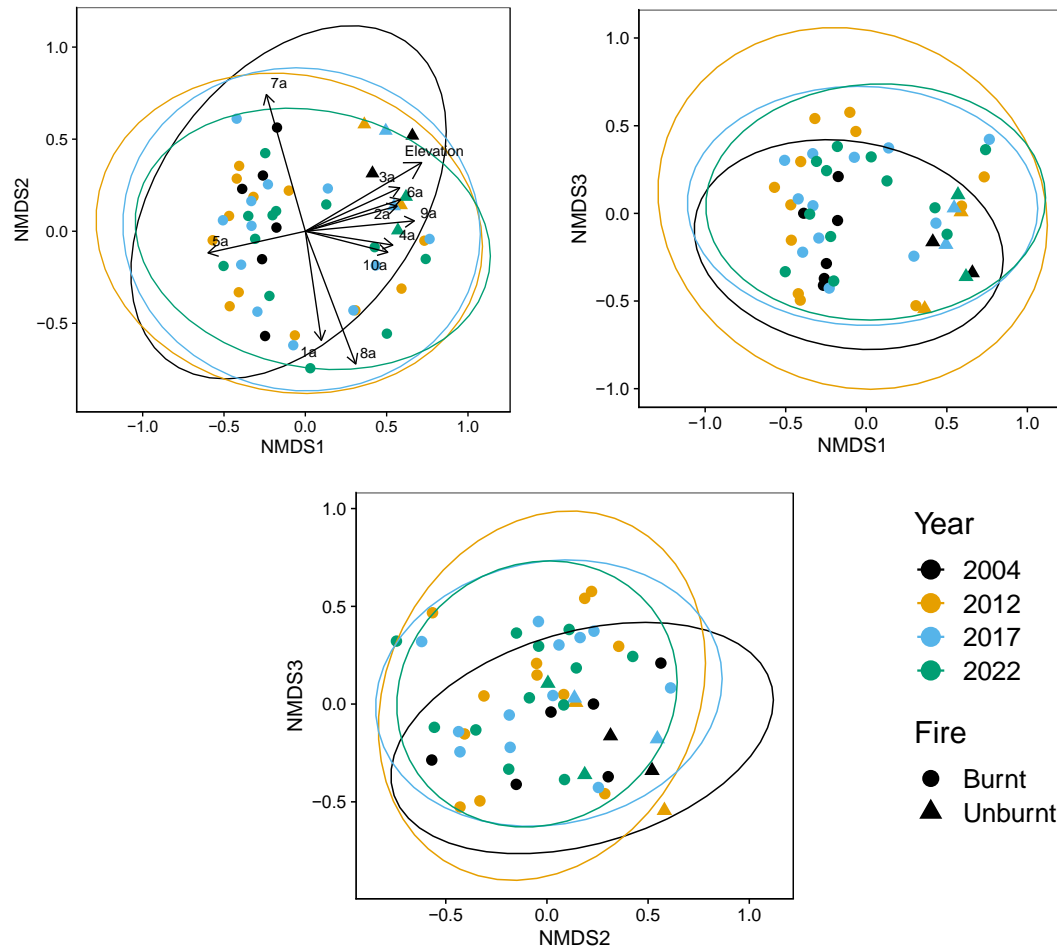 1.0
0.5
0.0
−0.5
NMDS2
−1.0
−0.5
0.0
0.5
1.0
NMDS1
7a
Elevation
3a
6a
2a
9a
5a
4a
10a
1a
8a
1.0
0.5
0.0
−0.5
−1.0
NMDS3
−1.0
−0.5
0.0
0.5
1.0
NMDS1
1.0
0.5
0.0
−0.5
NMDS3
−0.5
0.0
0.5
1.0
NMDS2
Year
2004
2012
2017
2022
Fire
Burnt
Unburnt